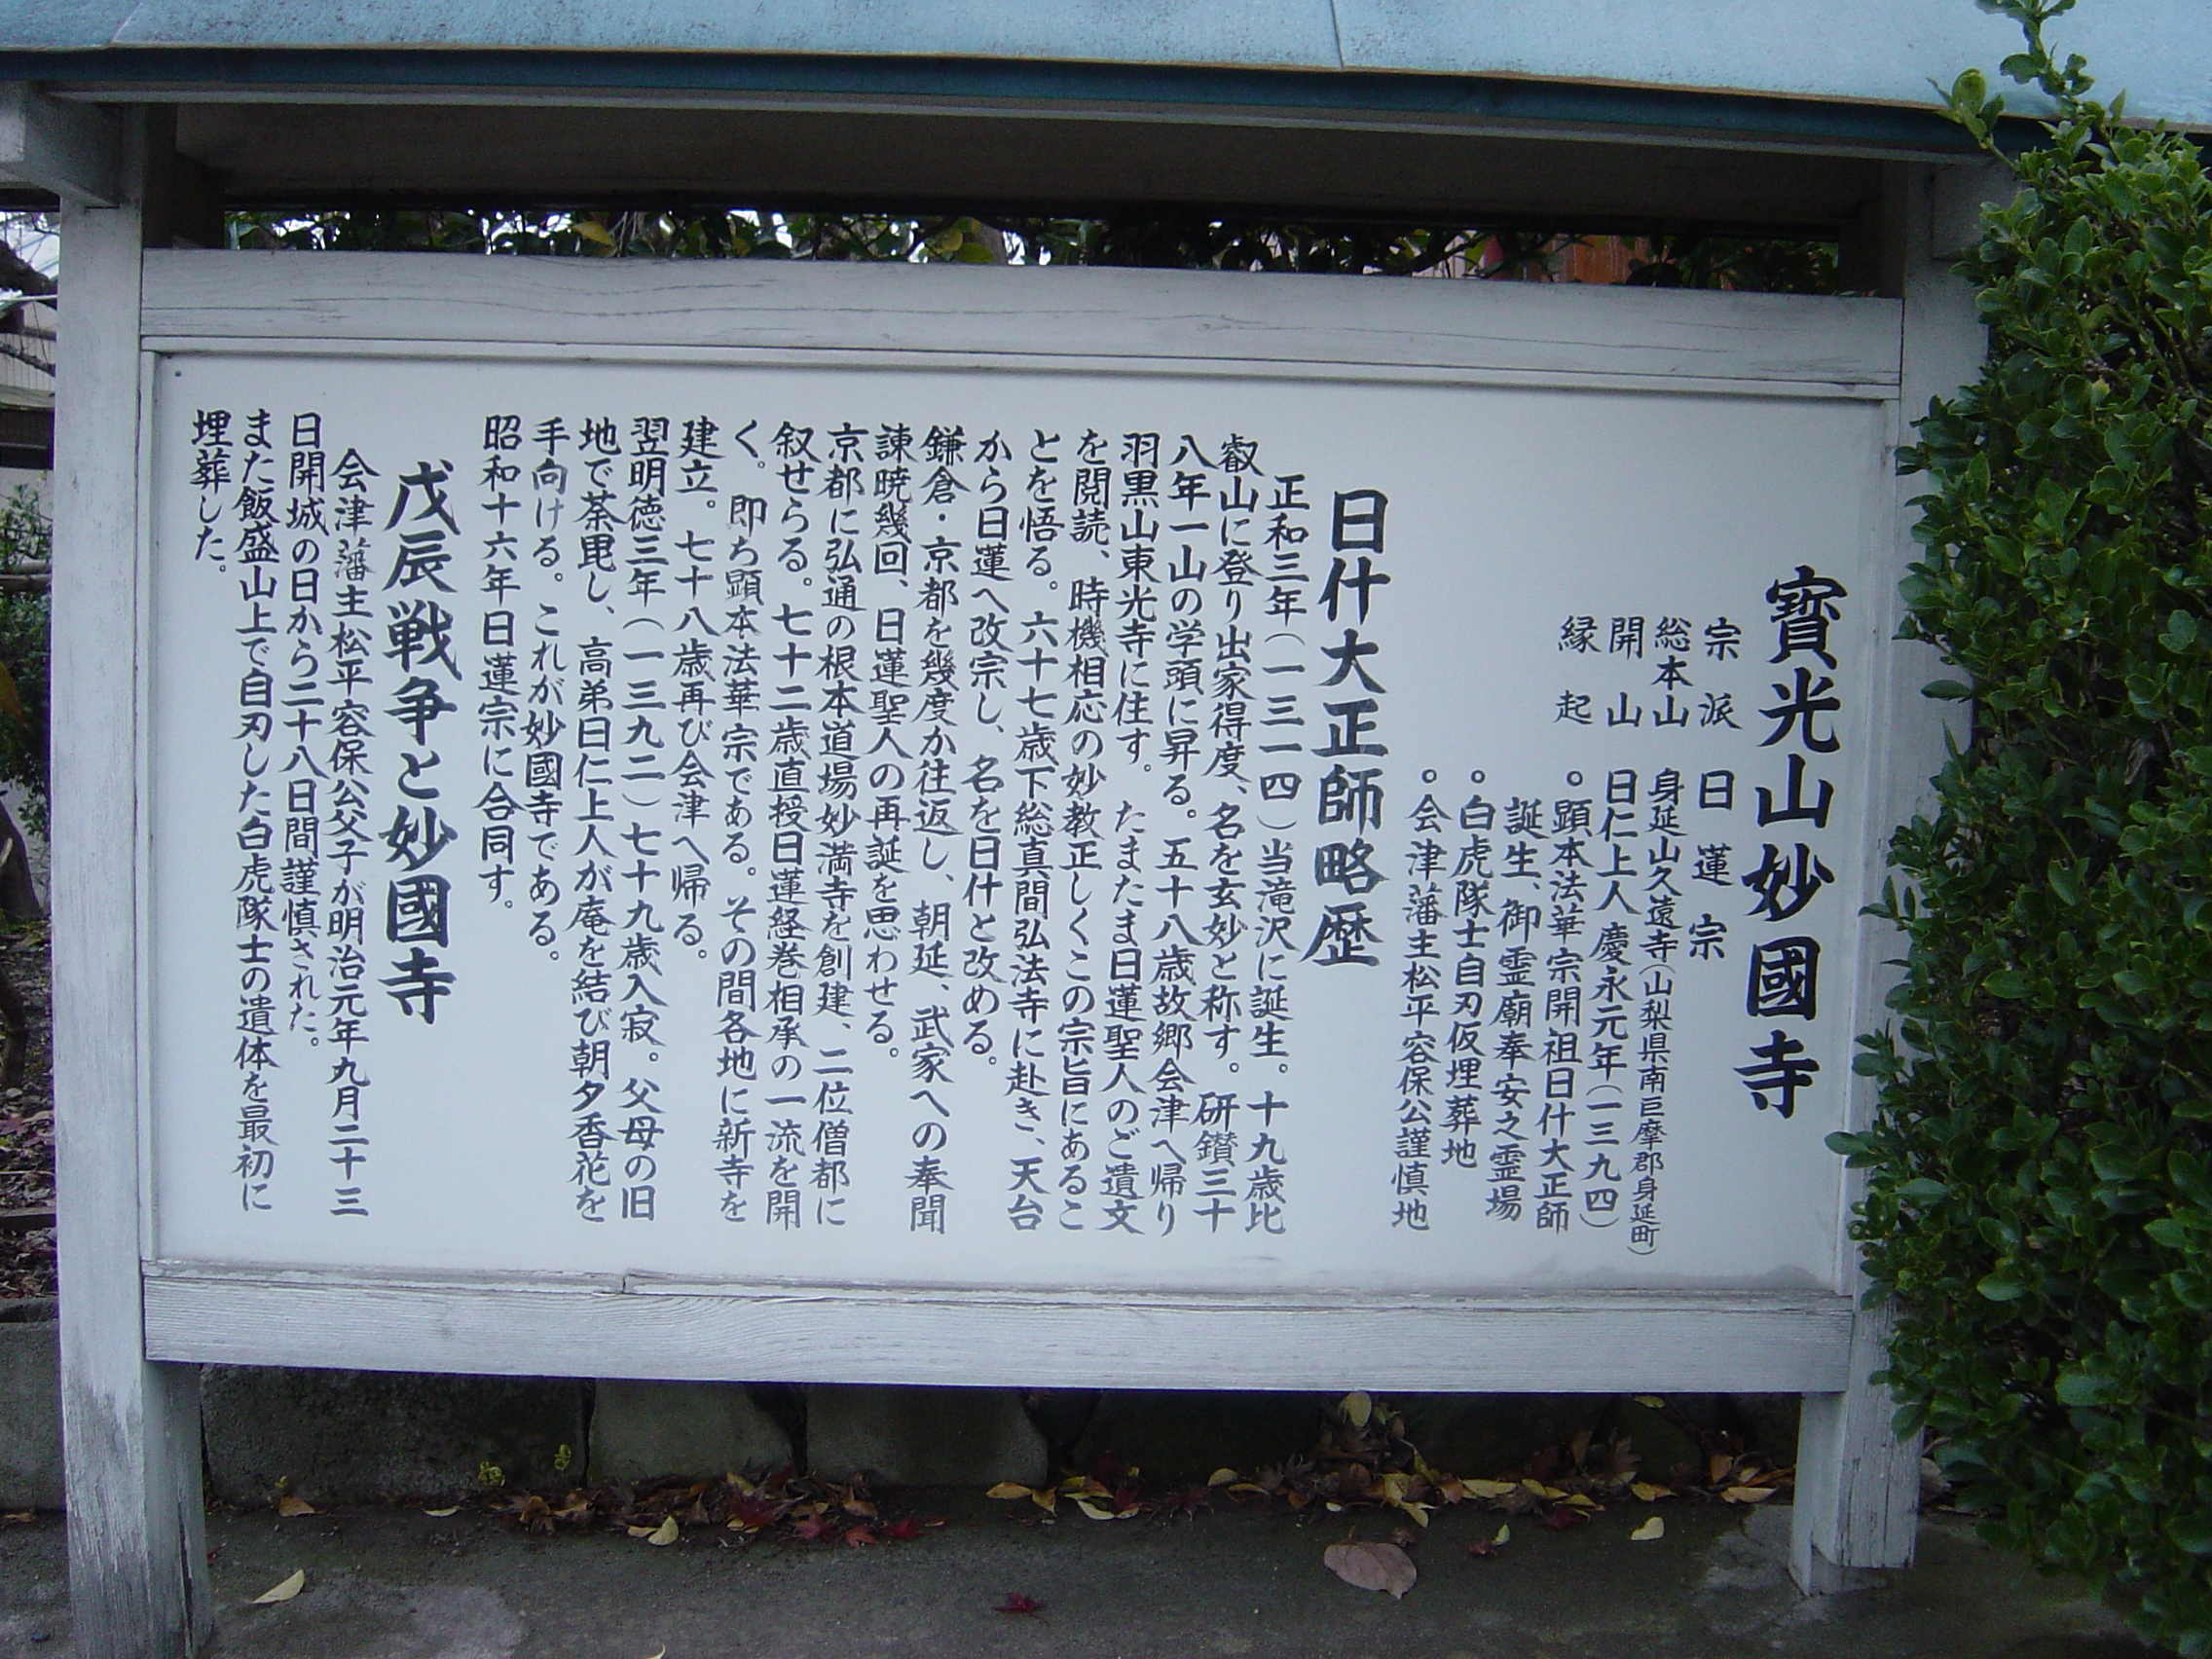 寶光山妙國寺
宗派　日蓮宗
総本山　身延山久遠寺(山梨県南巨摩郡身延町)
開山　日仁上人　慶永元年(一三九四)
縁起　°顕本法華宗開祖日什大正師
誕生、御霊廟奉安之霊場
°白虎隊士自刃仮埋葬地
°会津藩主松平容保公謹慎地
日什大正師略歴
正和三年(一三一四)当滝沢に誕生。十九歳比
叡山に登り出家得度、名を玄妙と称す。研鑚三十
八年一山の学頭に昇る。五十八歳故郷会津へ帰り
羽黒山東光寺に住す。たまたま日蓮聖人のご遺文
を閲読、時機相応の妙教正しくこの宗旨にあるこ
とを悟る。六十七歳下総真間弘法寺に赴き、天台
から日蓮へ改宗し、名を日什と改める。
鎌倉・京都を幾度か往返し、朝廷、武家への奉聞
諫暁幾回、日蓮聖人の再誕を思わせる。
京都に弘通の根本道場妙満寺を創建、二位僧都に
叙せらる。七十二歳直授日蓮経巻相承の一流を開
く。即ち顕本法華宗である。その間各地に新寺を
建立。七十八歳再び会津へ帰る。
翌明徳三年(一三九二)七十九歳入寂。父母の旧
地で荼毘し、高弟日仁上人が庵を結び朝夕香花を
手向ける。これが妙國寺である。
昭和十六年日蓮宗に合同す。
戊辰戦争と妙國寺
会津藩主松平容保公父子が明治元年九月二十三
日開城の日から二十八日間謹慎された。
また飯盛山上で自刃した白虎隊士の遺体を最初に
埋葬した。